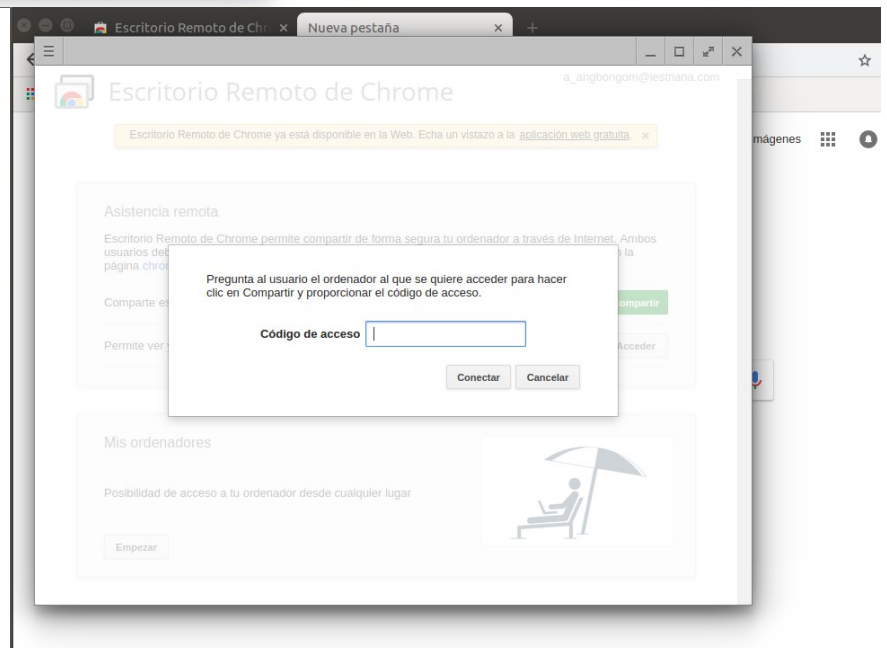 Escritorio Remoto de Chr
Nueva pestaña
a_angbongom@iestriana.com
Escritorio Remoto de Chrome
Escritorio Remoto de Chrome ya está disponible en la Web. Echa un vistazo a la aplicación web gratuita.
mágenes
Asistencia remota
Escritorio Remoto de Chrome permite compartir de forma segura tu ordenador a través de Internet. Ambos
usuarios deb
n la
página chro
Pregunta al usuario el ordenador al que se quiere acceder para hacer
clic en Compartir y proporcionar el código de acceso.
Comparte es
ompartir
Código de acceso
Permite ver y
Acceder
Conectar
Cancelar
Mis ordenadores
Posibilidad de acceso a tu ordenador desde cualquier lugar
Empezar